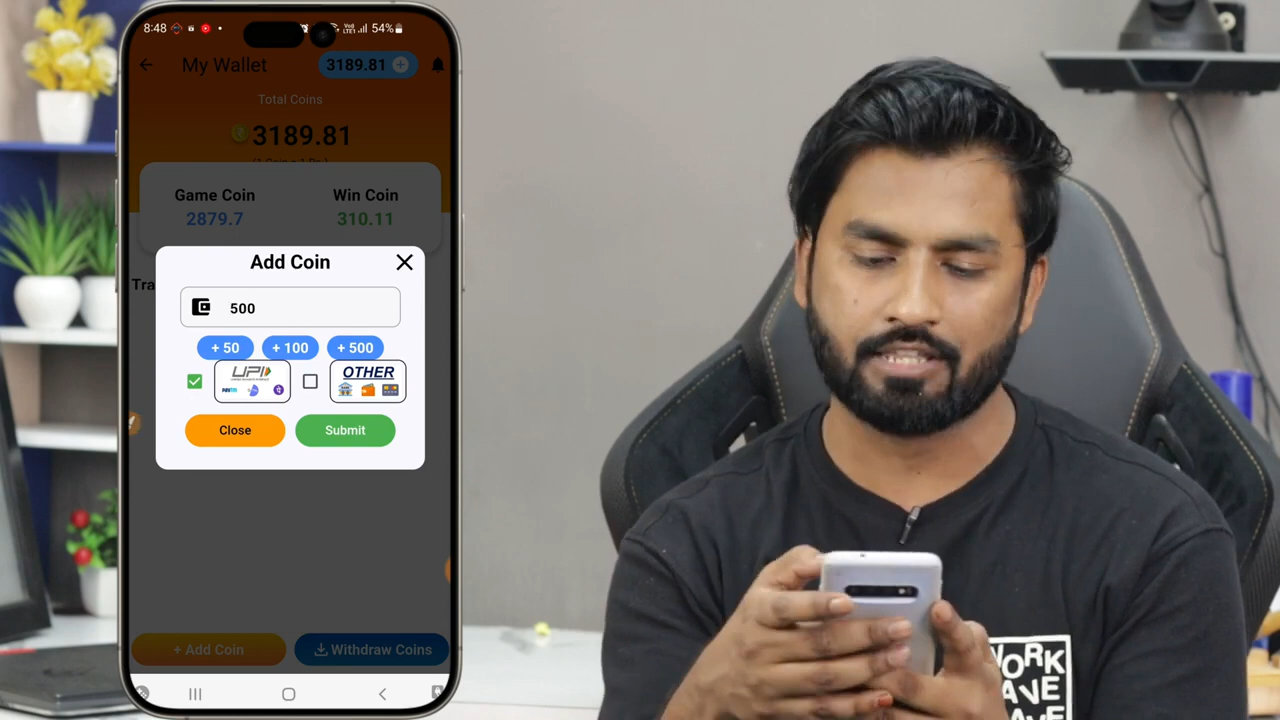 8:48
54%
My Wallet
3189.81
Total Coins
3189.81
Game Coin
Win Coin
2879.7
310.11
Add Coin
500
+ 50
+ 100
+ 500
UPI
OTHER
Close
Submit
Tra
+ Add Coin
Withdraw Coins